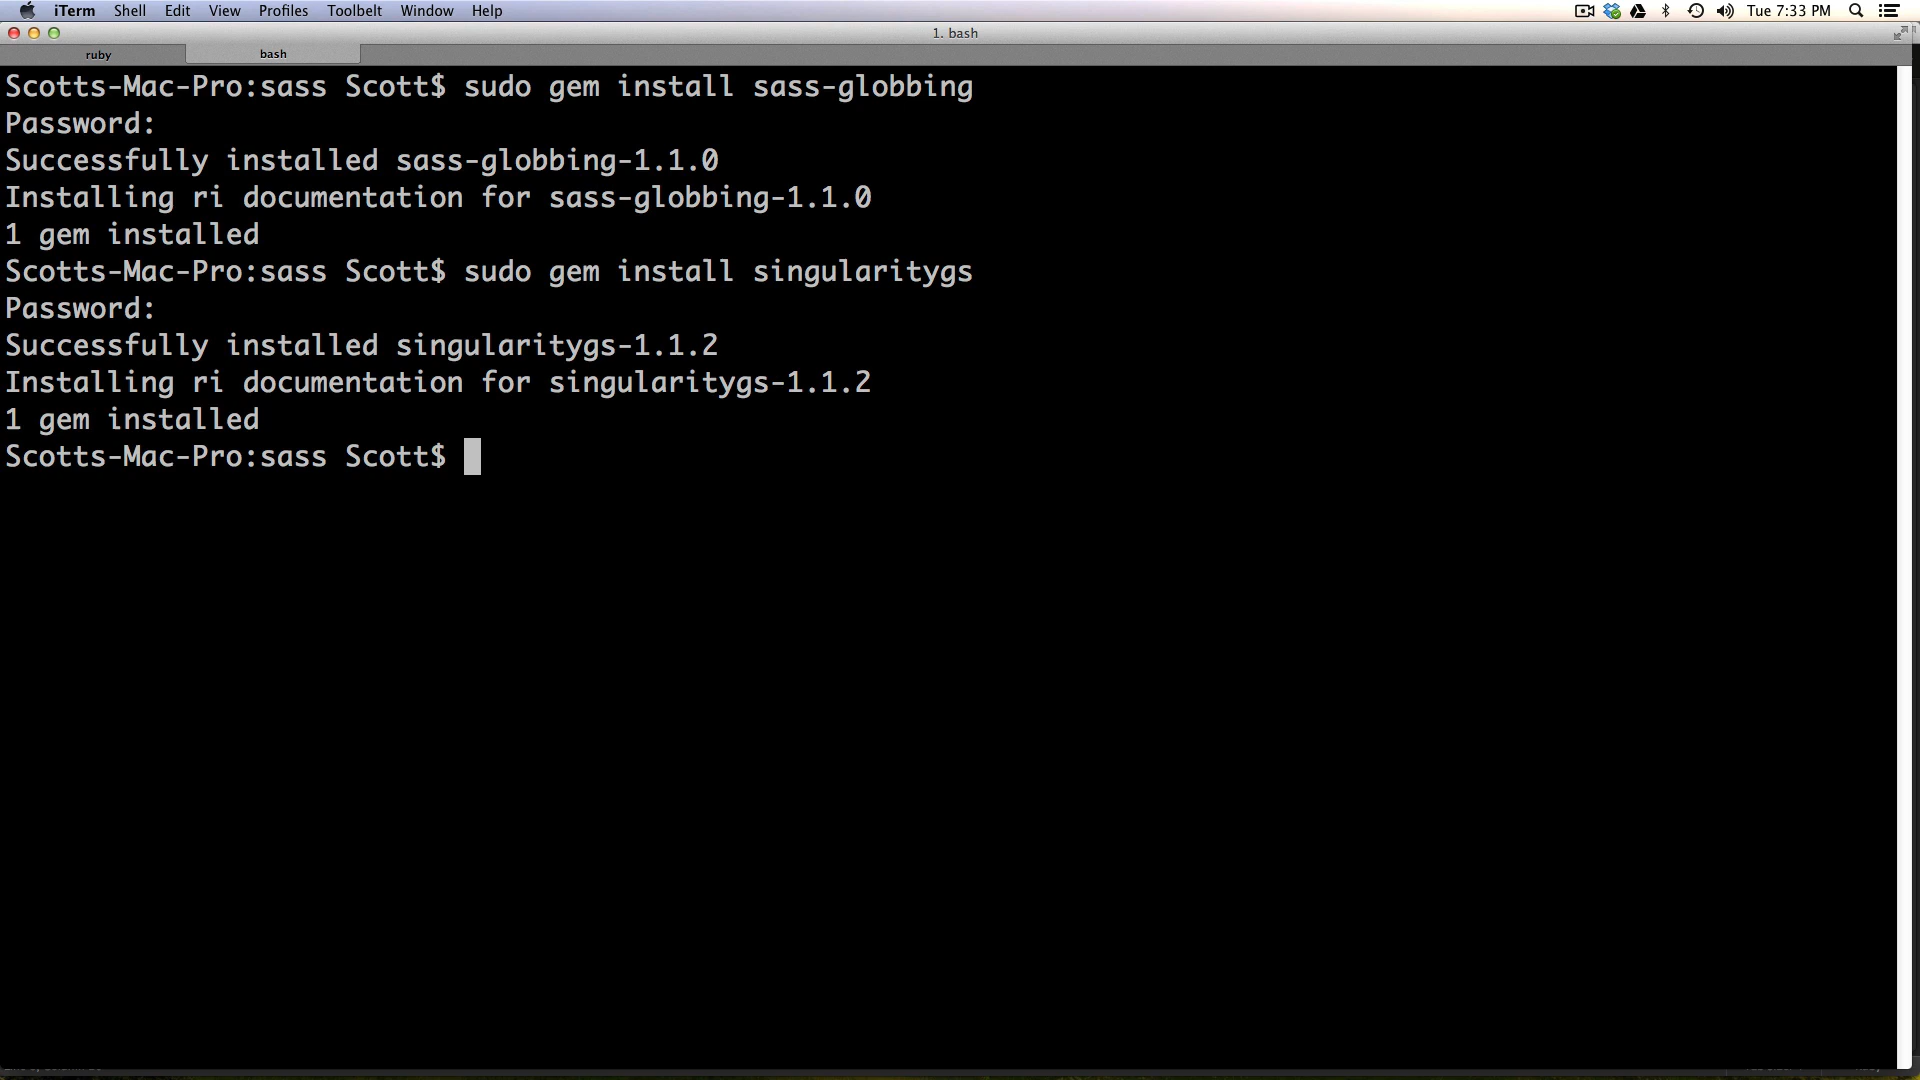 iTerm Shell Edit View Profiles Toolbelt Window Help Tue 7:33 PM
1. bash
ruby bash
Scotts-Mac-Pro:sass Scott$ sudo gem install sass-globbing
Password:
Successfully installed sass-globbing-1.1.0
Installing ri documentation for sass-globbing-1.1.0
1 gem installed
Scotts-Mac-Pro:sass Scott$ sudo gem install singularitygs
Password:
Successfully installed singularitygs-1.1.2
Installing ri documentation for singularitygs-1.1.2
1 gem installed
Scotts-Mac-Pro:sass Scott$